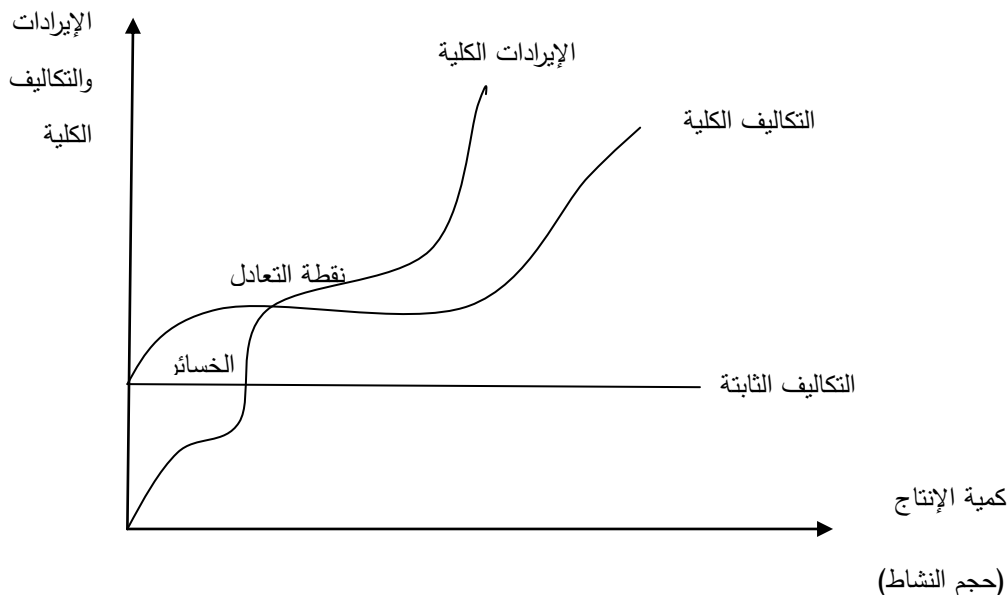 الإيرادات
والتكاليف
الكلية
الإيرادات الكلية
التكاليف الكلية
نقطة التعادل
الخسائر
التكاليف الثابتة
كمية الإنتاج
(حجم النشاط)